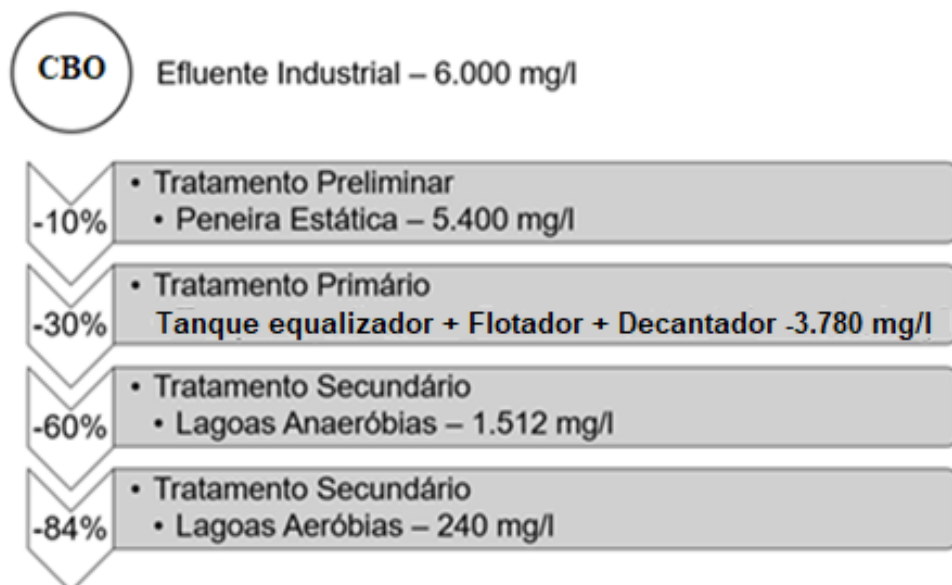 CBO
Efluente Industrial – 6.000 mg/l
-10%
• Tratamento Preliminar
• Peneira Estática – 5.400 mg/l
-30%
• Tratamento Primário
Tanque equalizador + Flotador + Decantador -3.780 mg/l
-60%
• Tratamento Secundário
• Lagoas Anaeróbias – 1.512 mg/l
-84%
• Tratamento Secundário
• Lagoas Aeróbias – 240 mg/l